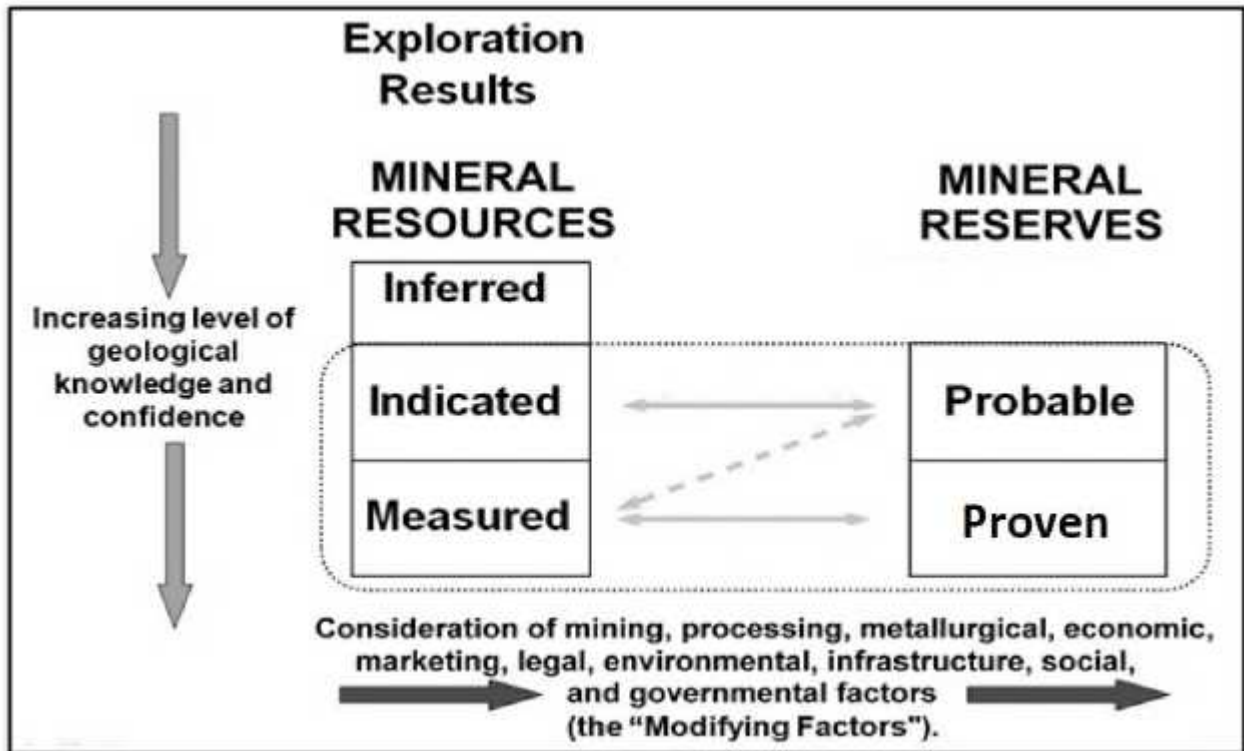 Exploration
Results
MINERAL
RESOURCES
MINERAL
RESERVES
Inferred
Increasing level of
geological
knowledge and
confidence
Indicated
Probable
Measured
Proven
Consideration of mining, processing, metallurgical, economic,
marketing, legal, environmental, infrastructure, social,
and governmental factors
(the “Modifying Factors").